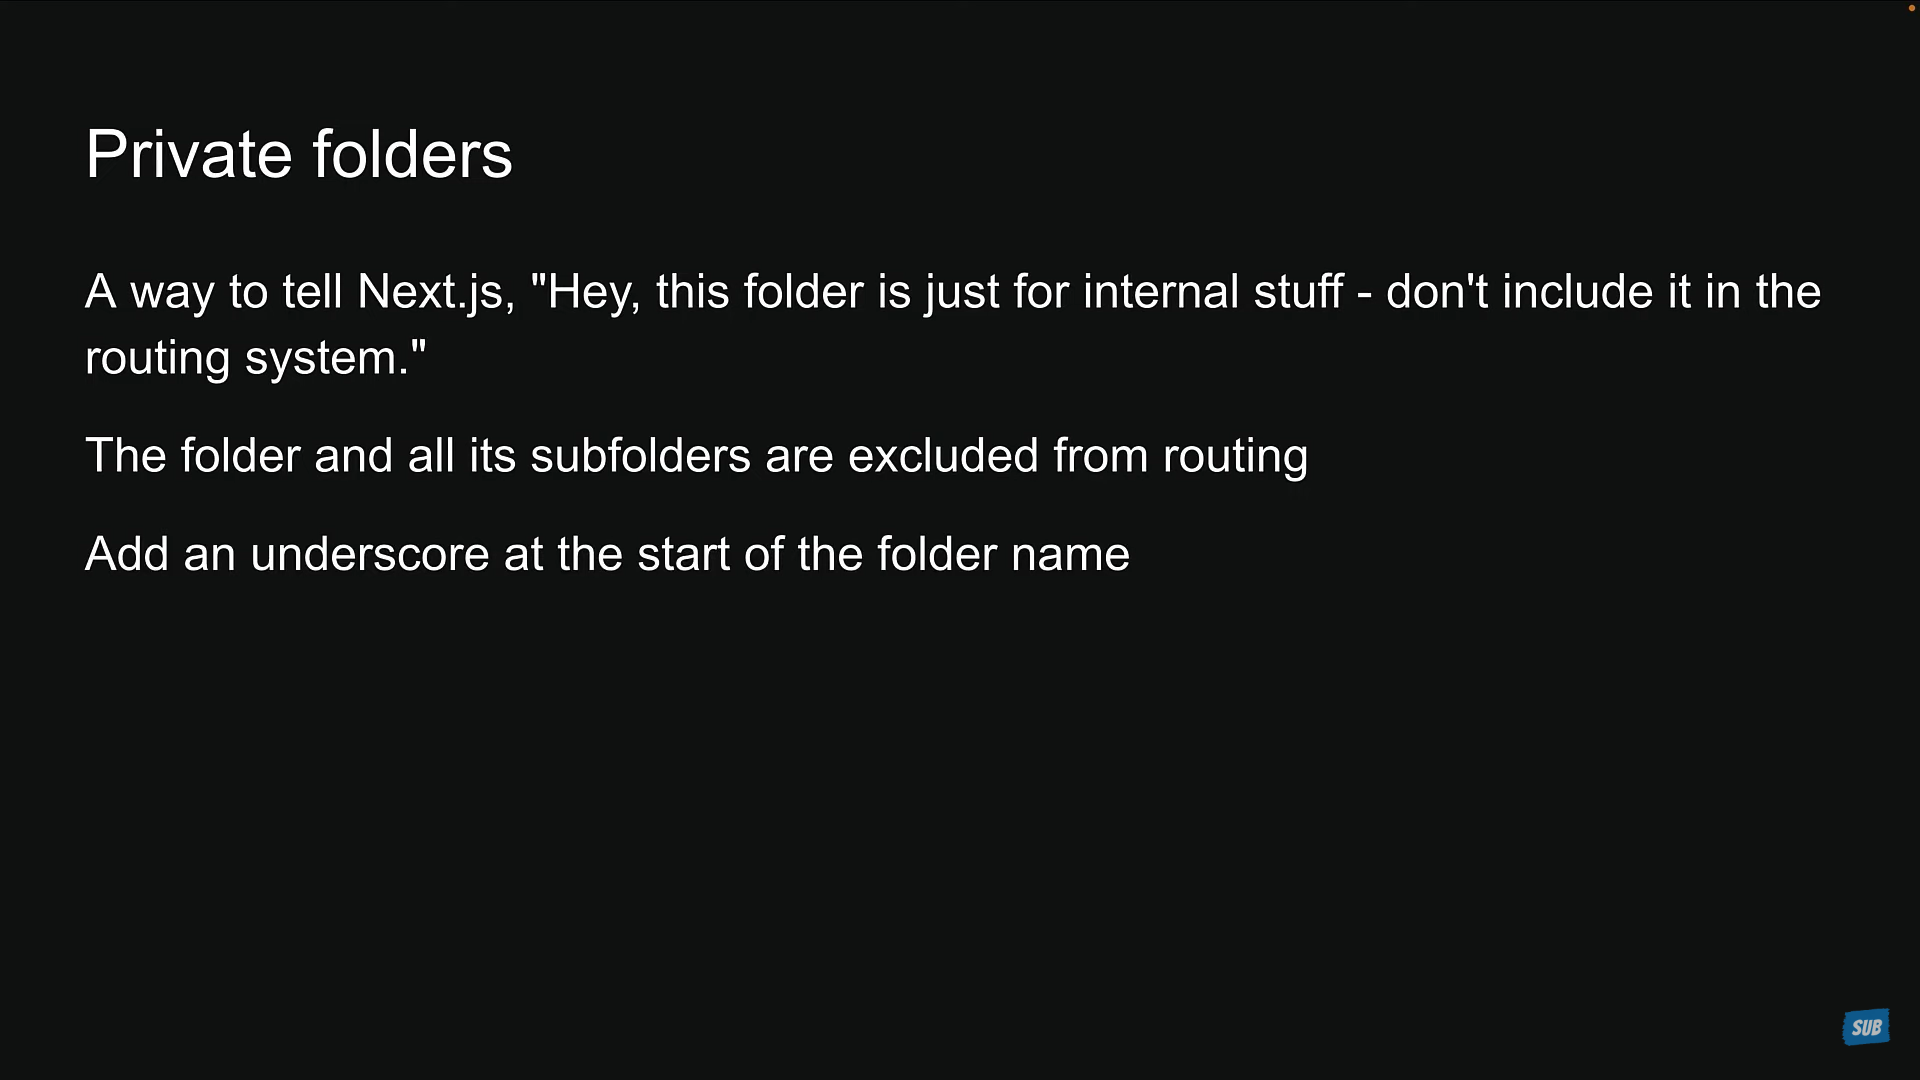 Private folders
A way to tell Next.js, "Hey, this folder is just for internal stuff - don't include it in the
routing system."
The folder and all its subfolders are excluded from routing
Add an underscore at the start of the folder name
SUB